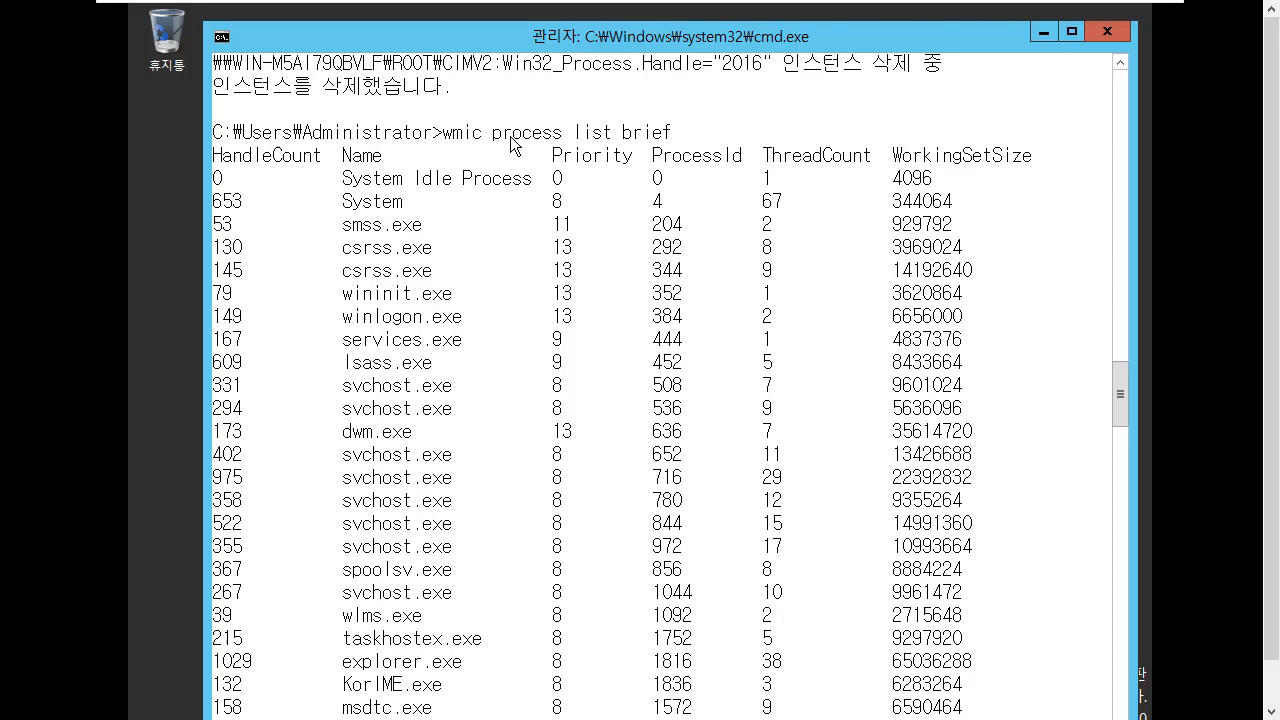 휴지통
관리자: C:₩Windows₩system32₩cmd.exe
₩₩WIN-M5AI79QBVLF₩ROOT₩CIMV2:Win32_Process.Handle="2016" 인스턴스 삭제 중
인스턴스를 삭제했습니다.
C:₩Users₩Administrator>wmic process list brief
HandleCount Name Priority ProcessId ThreadCount WorkingSetSize
0 System Idle Process 0 0 1 4096
653 System 8 4 67 344064
53 smss.exe 11 204 2 929792
130 csrss.exe 13 292 8 3969024
145 csrss.exe 13 344 9 14192640
79 wininit.exe 13 352 1 3620864
149 winlogon.exe 13 384 2 6656000
167 services.exe 9 444 1 4837376
609 lsass.exe 9 452 5 8433664
331 svchost.exe 8 508 7 9601024
294 svchost.exe 8 536 9 5636096
173 dwm.exe 13 636 7 35614720
402 svchost.exe 8 652 11 13426688
975 svchost.exe 8 716 29 22392832
358 svchost.exe 8 780 12 9355264
522 svchost.exe 8 844 15 14991360
355 svchost.exe 8 972 17 10993664
367 spoolsv.exe 8 856 8 8884224
267 svchost.exe 8 1044 10 9961472
39 wlms.exe 8 1092 2 2715648
215 taskhostex.exe 8 1752 5 9297920
1029 explorer.exe 8 1816 38 65036288
132 KorIME.exe 8 1836 3 6283264
158 msdtc.exe 8 1572 9 6590464